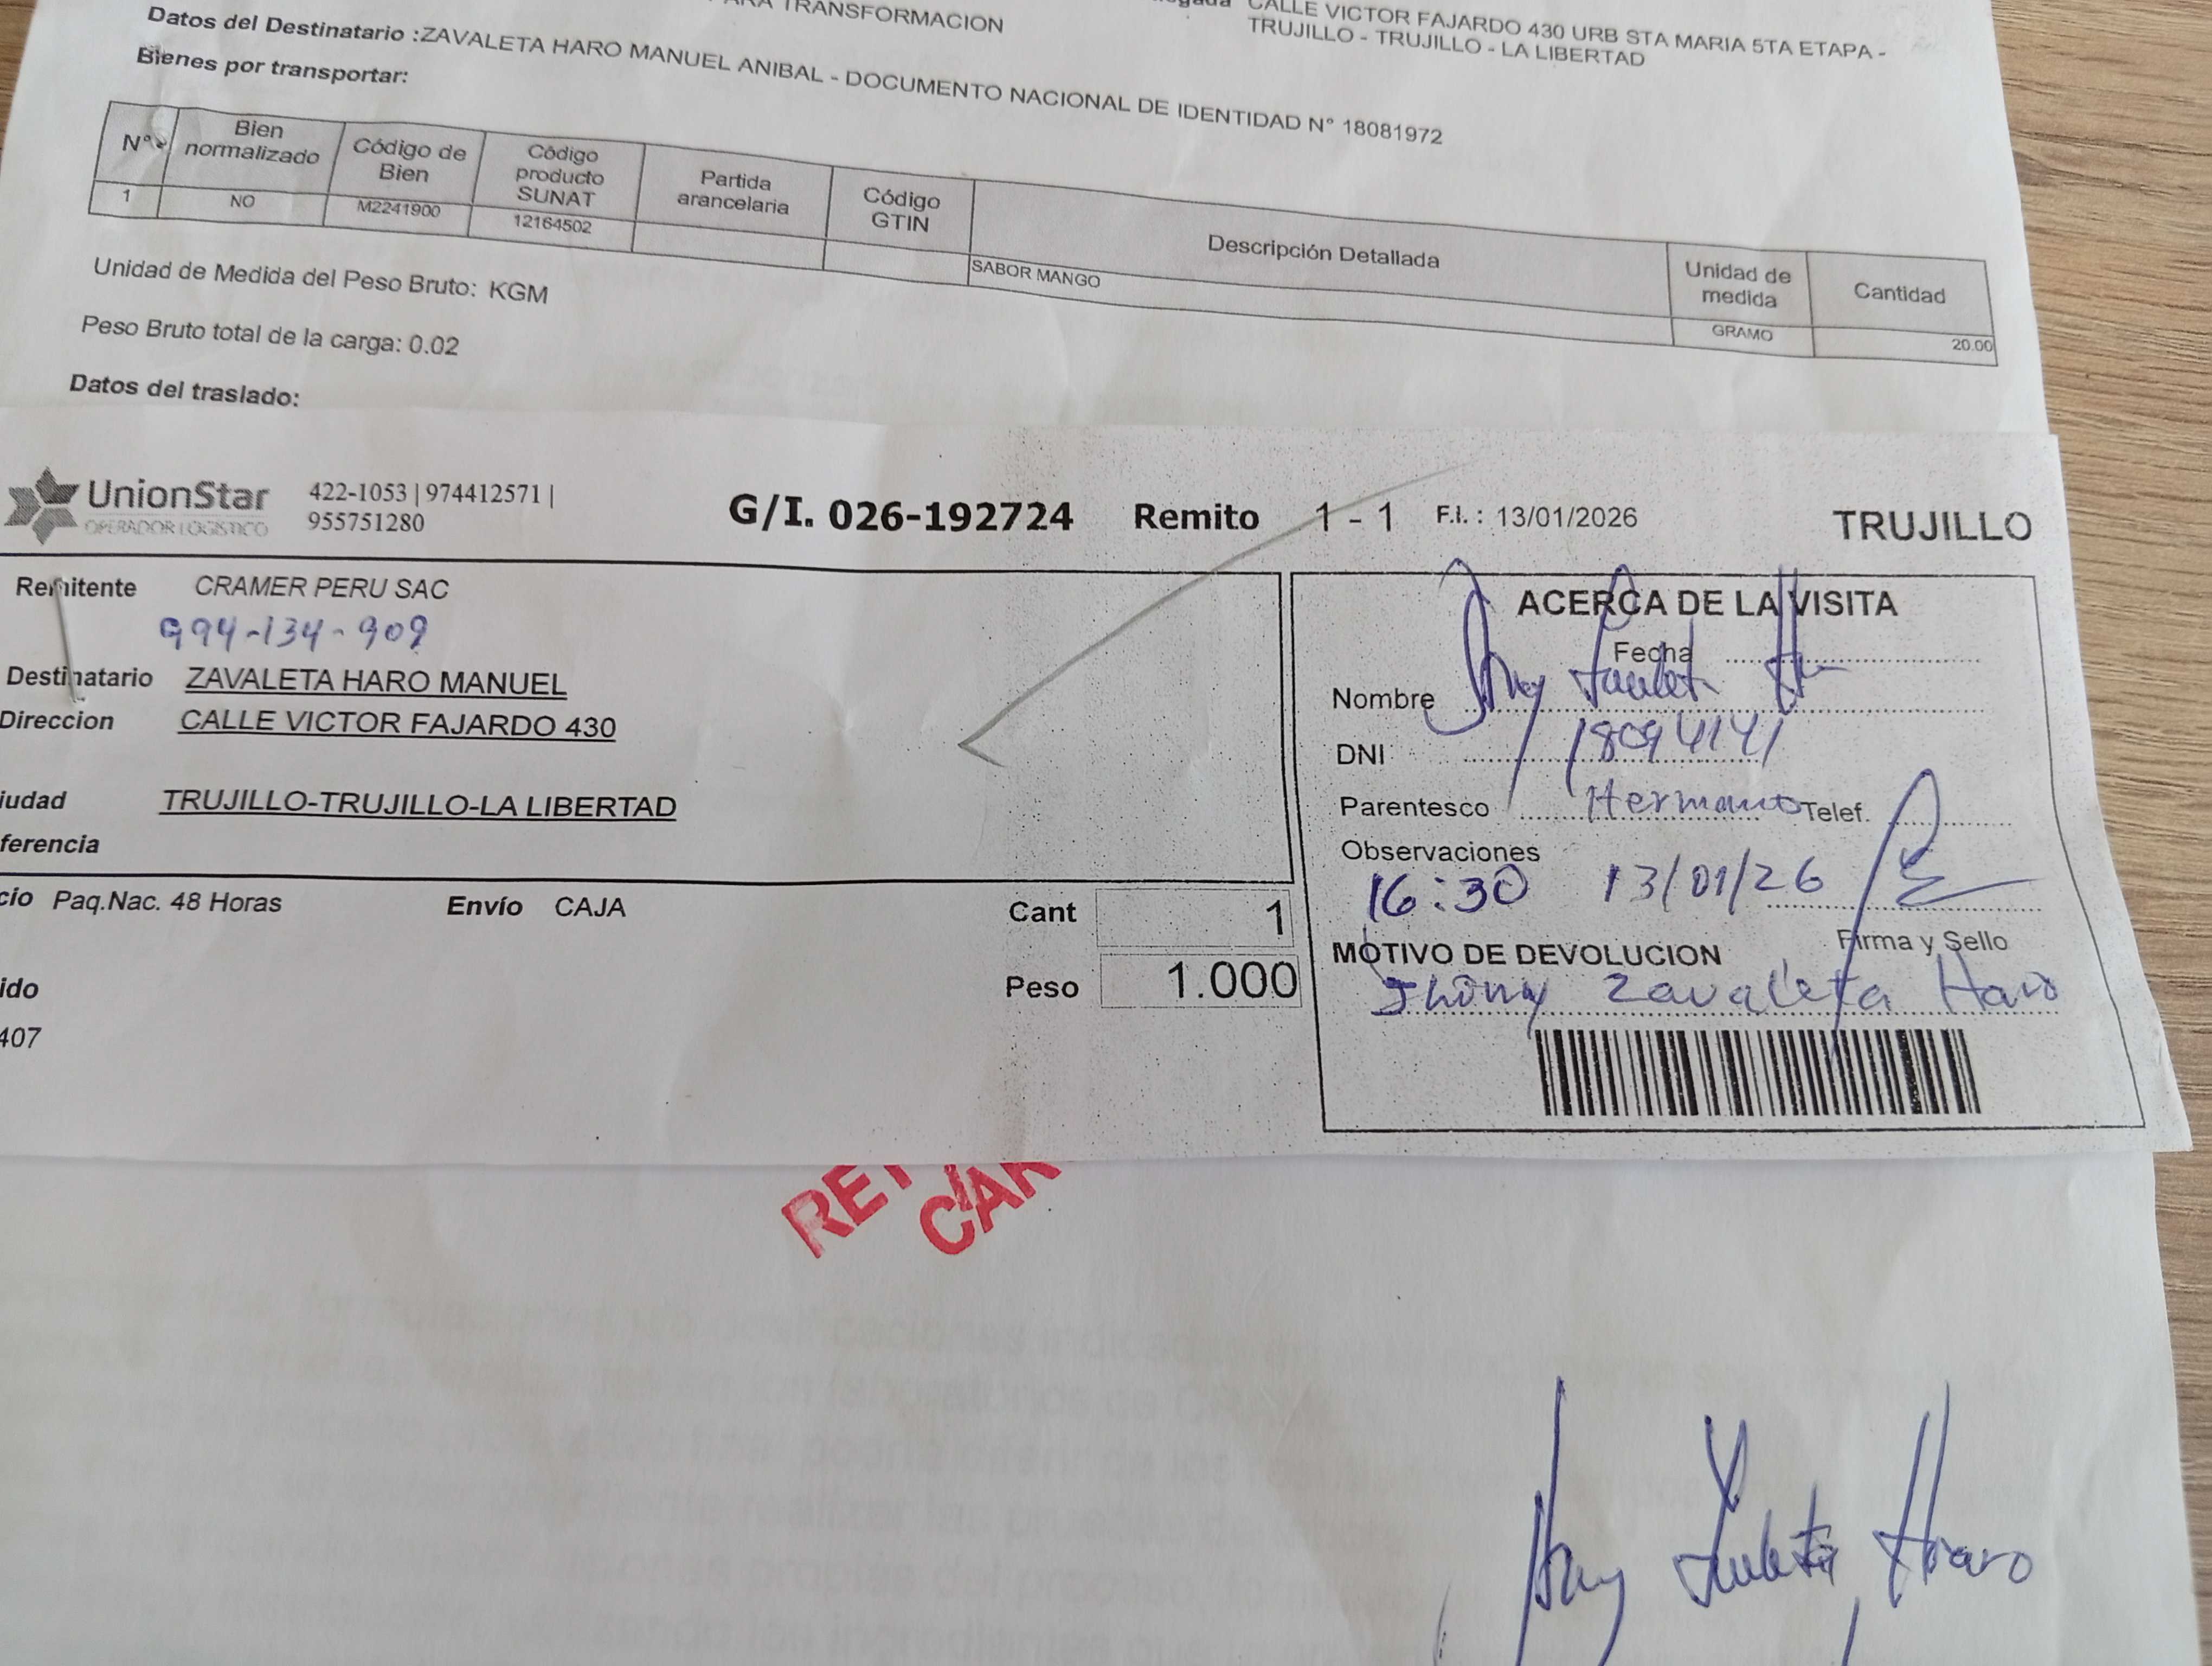 TRANSFORMACION
CALLE VICTOR FAJARDO 430 URB STA MARIA 5TA ETAPA -
TRUJILLO - TRUJILLO - LA LIBERTAD
Datos del Destinatario :ZAVALETA HARO MANUEL ANIBAL - DOCUMENTO NACIONAL DE IDENTIDAD N° 18081972
Bienes por transportar:
N° Bien normalizado Código de Bien Código producto SUNAT Partida arancelaria Código GTIN Descripción Detallada Unidad de medida Cantidad
1 NO M2241900 12164502 SABOR MANGO GRAMO 20.00
Unidad de Medida del Peso Bruto: KGM
Peso Bruto total de la carga: 0.02
Datos del traslado:
UnionStar
OPERADOR LOGISTICO
422-1053 | 974412571 |
955751280
G/I. 026-192724 Remito 1 - 1 F.I. : 13/01/2026 TRUJILLO
Remitente CRAMER PERU SAC
994-134-909
Destinatario ZAVALETA HARO MANUEL
Direccion CALLE VICTOR FAJARDO 430
iudad TRUJILLO-TRUJILLO-LA LIBERTAD
ferencia
cio Paq.Nac. 48 Horas Envío CAJA
Cant 1
Peso 1.000
ido
407
ACERCA DE LA VISITA
Fecha
Nombre
DNI 18094141
Parentesco Hermano Telef.
Observaciones
16:30 13/01/26
Firma y Sello
MOTIVO DE DEVOLUCION
Jhony Zavaleta Haro
CAR
Haro